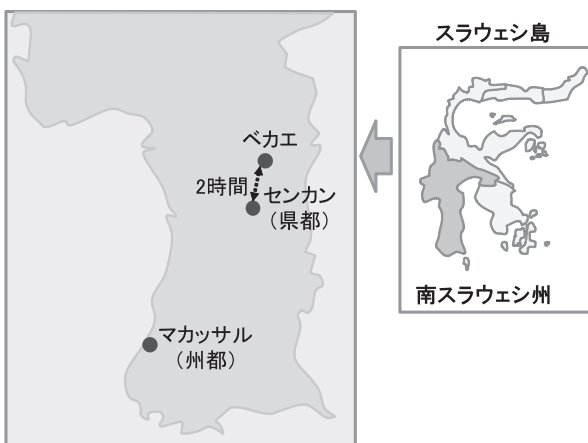 スラウェシ島
ベカエ
2時間
センカン
（県都）
マカッサル
（州都）
南スラウェシ州